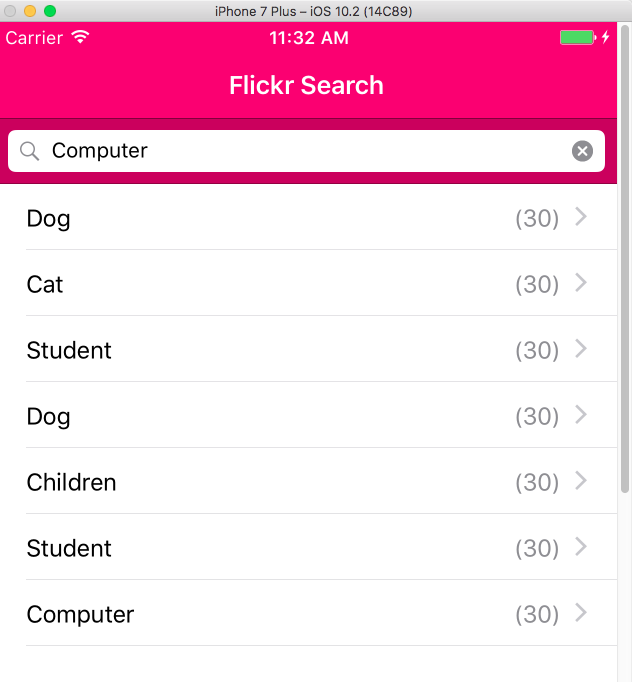 iPhone 7 Plus – iOS 10.2 (14C89)
Carrier 11:32 AM
Flickr Search
Computer
Dog (30)
Cat (30)
Student (30)
Dog (30)
Children (30)
Student (30)
Computer (30)